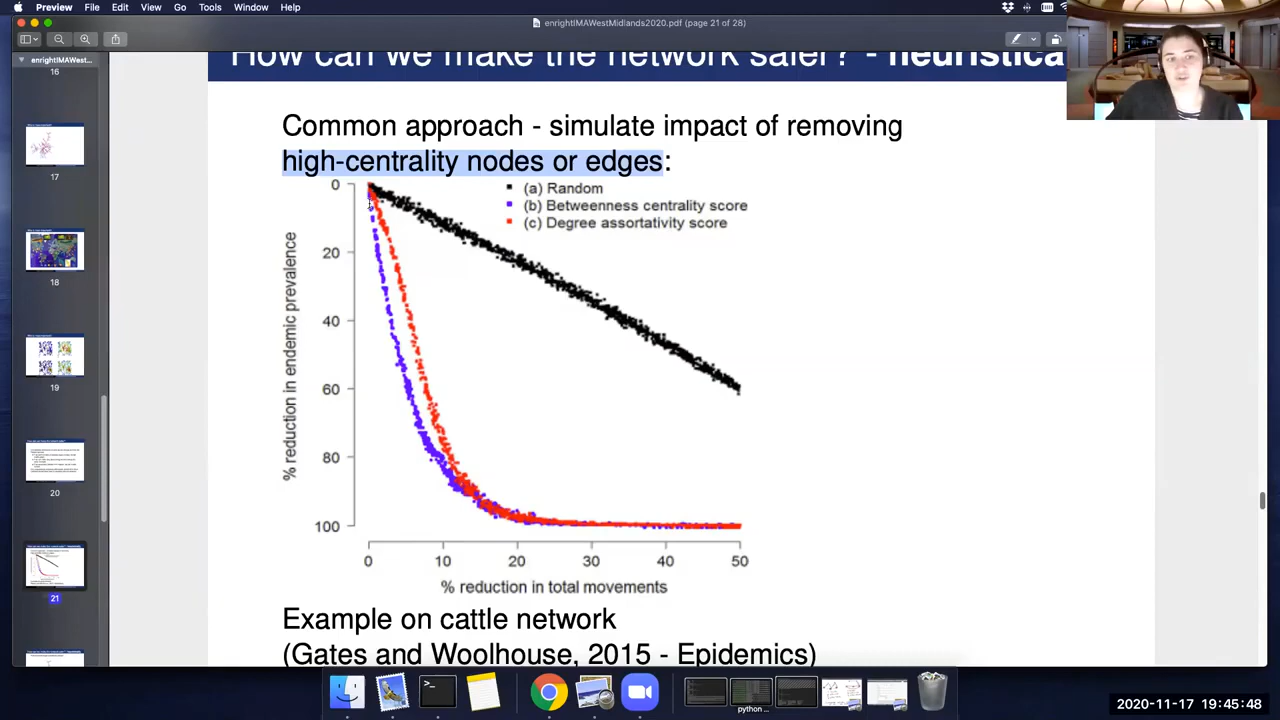 Preview File Edit View Go Tools Window Help
enrightIMAWestMidlands2020.pdf (page 21 of 28)
enrightIMAWest...
16
17
18
19
20
21
How can we make the network safer? - heuristica
Common approach - simulate impact of removing
high-centrality nodes or edges:
(a) Random
(b) Betweenness centrality score
(c) Degree assortativity score
% reduction in endemic prevalence
0
20
40
60
80
100
0 10 20 30 40 50
% reduction in total movements
Example on cattle network
(Gates and Woolhouse, 2015 - Epidemics)
python ...
2020-11-17 19:45:48